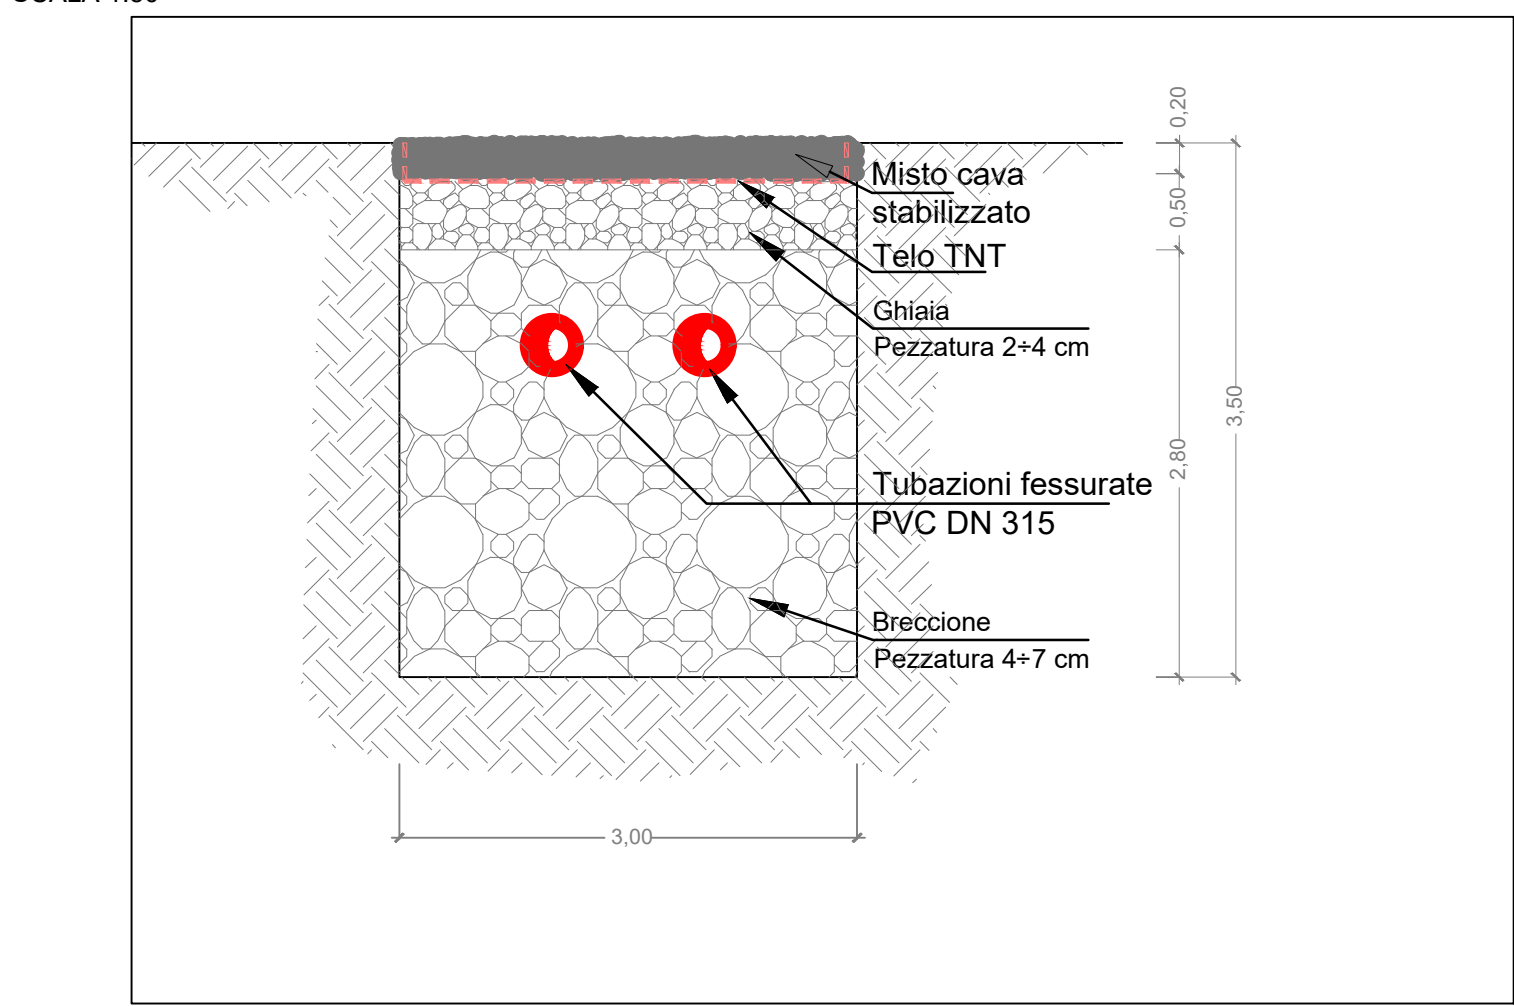 0,20
Misto cava
stabilizzato
0,50
Telo TNT
Ghiaia
Pezzatura 2÷4 cm
3,50
2,80
Tubazioni fessurate
PVC DN 315
Breccione
Pezzatura 4÷7 cm
3,00